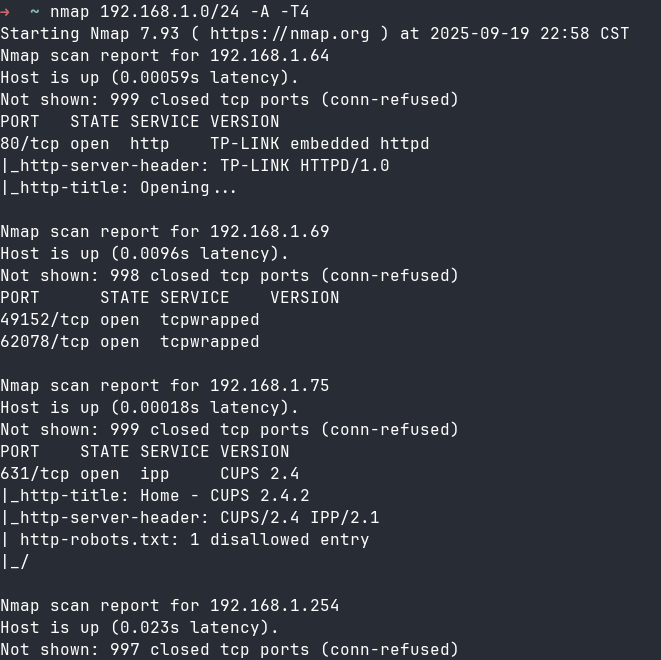 →  ~ nmap 192.168.1.0/24 -A -T4
Starting Nmap 7.93 ( https://nmap.org ) at 2025-09-19 22:58 CST
Nmap scan report for 192.168.1.64
Host is up (0.00059s latency).
Not shown: 999 closed tcp ports (conn-refused)
PORT   STATE SERVICE VERSION
80/tcp open  http    TP-LINK embedded httpd
|_http-server-header: TP-LINK HTTPD/1.0
|_http-title: Opening...

Nmap scan report for 192.168.1.69
Host is up (0.0096s latency).
Not shown: 998 closed tcp ports (conn-refused)
PORT      STATE SERVICE    VERSION
49152/tcp open  tcpwrapped
62078/tcp open  tcpwrapped

Nmap scan report for 192.168.1.75
Host is up (0.00018s latency).
Not shown: 999 closed tcp ports (conn-refused)
PORT    STATE SERVICE VERSION
631/tcp open  ipp     CUPS 2.4
|_http-title: Home - CUPS 2.4.2
|_http-server-header: CUPS/2.4 IPP/2.1
| http-robots.txt: 1 disallowed entry
|_/

Nmap scan report for 192.168.1.254
Host is up (0.023s latency).
Not shown: 997 closed tcp ports (conn-refused)